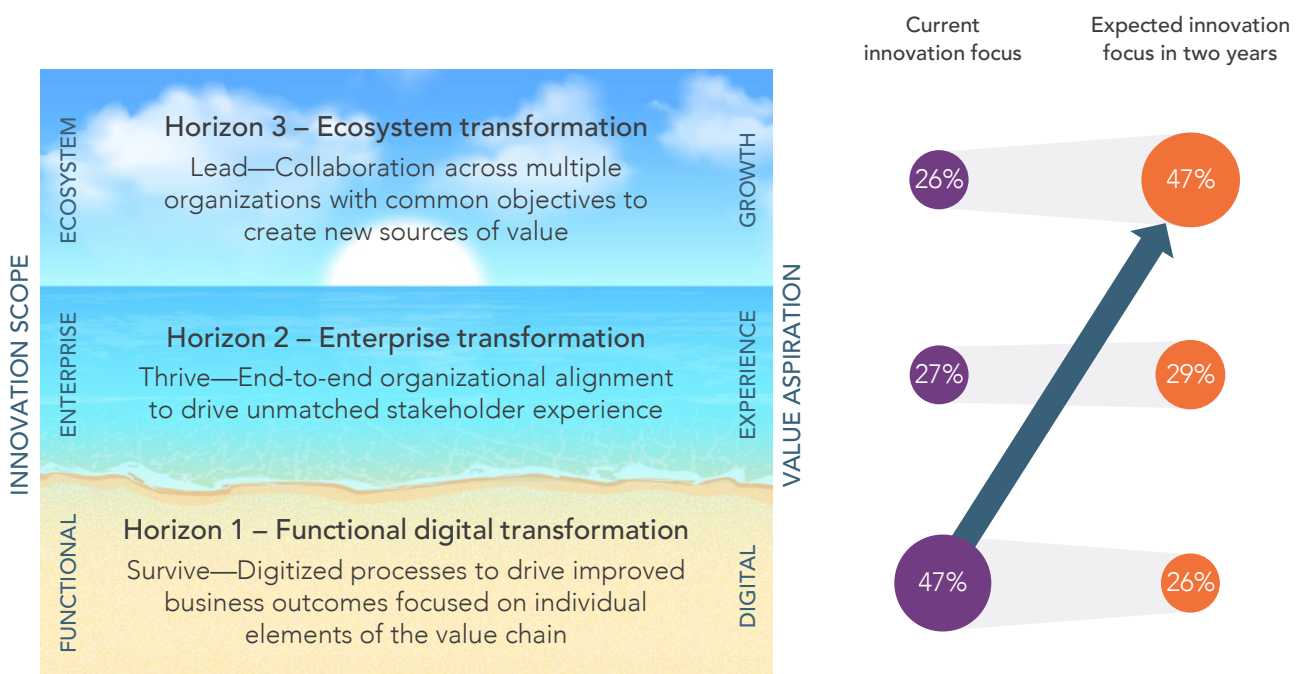 Current
innovation focus
Expected innovation
focus in two years
INNOVATION SCOPE
ECOSYSTEM
Horizon 3 – Ecosystem transformation
Lead—Collaboration across multiple
organizations with common objectives to
create new sources of value
GROWTH
26%
47%
ENTERPRISE
Horizon 2 – Enterprise transformation
Thrive—End-to-end organizational alignment
to drive unmatched stakeholder experience
EXPERIENCE
VALUE ASPIRATION
27%
29%
FUNCTIONAL
Horizon 1 – Functional digital transformation
Survive—Digitized processes to drive improved
business outcomes focused on individual
elements of the value chain
DIGITAL
47%
26%